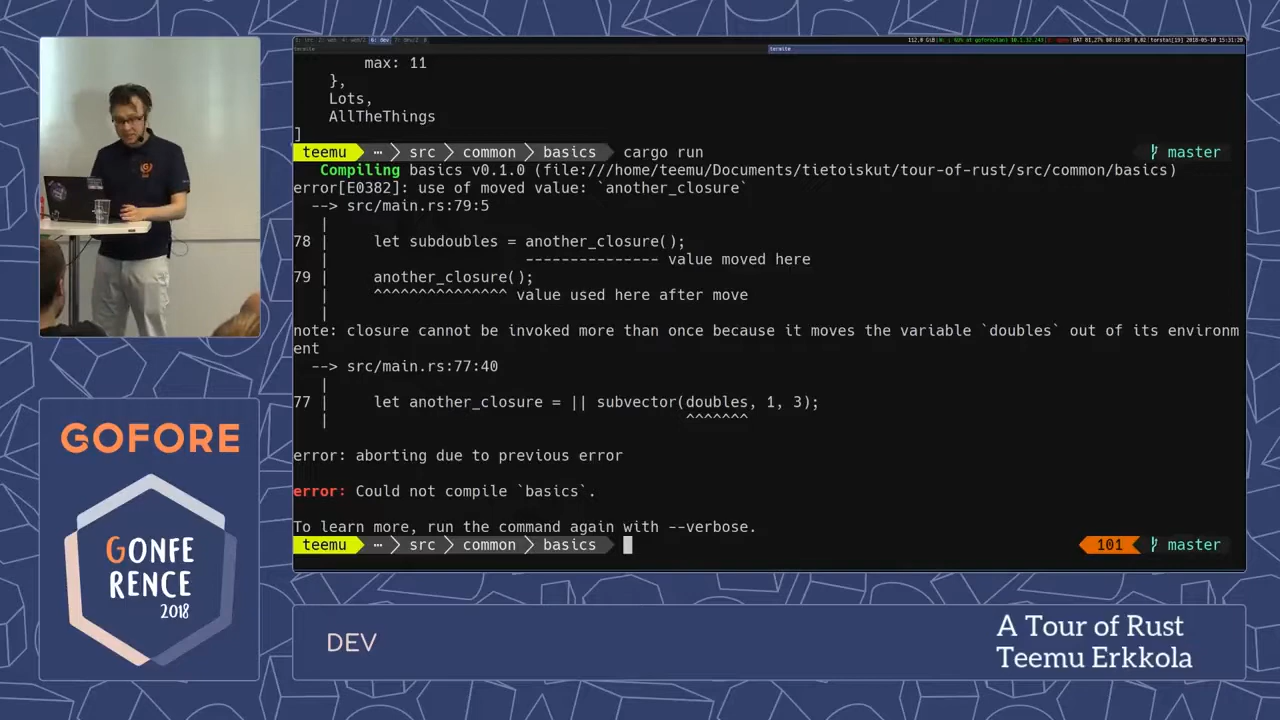 max: 11
},
Lots,
AllTheThings
]
teemu ⋯ src common basics cargo run master
Compiling basics v0.1.0 (file:///home/teemu/Documents/tietoiskut/tour-of-rust/src/common/basics)
error[E0382]: use of moved value: `another_closure`
--> src/main.rs:79:5
|
78 | let subdoubles = another_closure();
| --------------- value moved here
79 | another_closure();
| ^^^^^^^^^^^^^^^ value used here after move
|
note: closure cannot be invoked more than once because it moves the variable `doubles` out of its environm
ent
--> src/main.rs:77:40
|
77 | let another_closure = || subvector(doubles, 1, 3);
| ^^^^^^^
error: aborting due to previous error
error: Could not compile `basics`.
To learn more, run the command again with --verbose.
teemu ⋯ src common basics 101 master
GOFORE
GONFE
RENCE
2018
DEV
A Tour of Rust
Teemu Erkkola